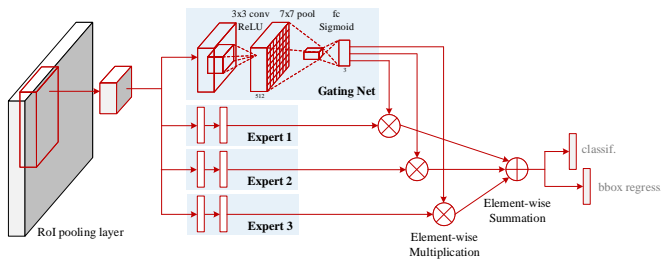 3x3 conv
ReLU
7x7 pool
fc
Sigmoid
512
3
Gating Net
Expert 1
Expert 2
Expert 3
RoI pooling layer
Element-wise
Multiplication
Element-wise
Summation
classif.
bbox regress